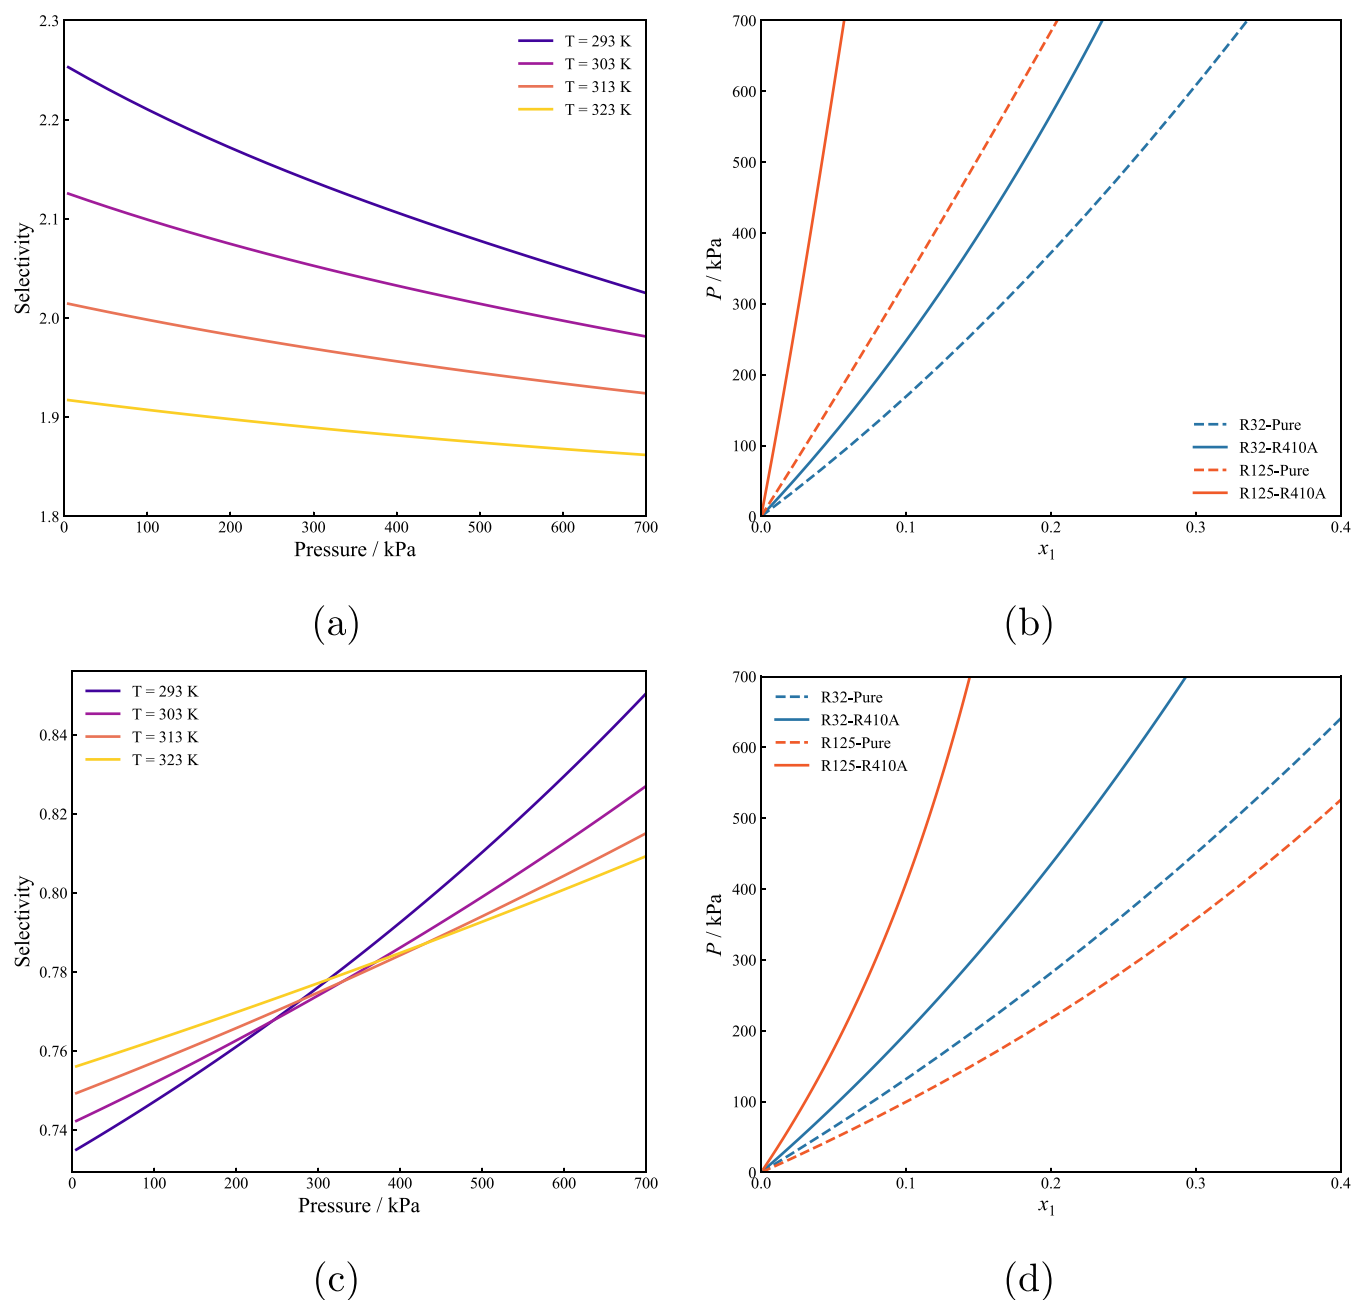 2.3
2.2
2.1
2.0
1.9
1.8
Selectivity
T = 293 K
T = 303 K
T = 313 K
T = 323 K
0 100 200 300 400 500 600 700
Pressure / kPa
(a)
700
600
500
400
300
200
100
0
P / kPa
R32-Pure
R32-R410A
R125-Pure
R125-R410A
0.0 0.1 0.2 0.3 0.4
x1
(b)
T = 293 K
T = 303 K
T = 313 K
T = 323 K
0.84
0.82
0.80
0.78
0.76
0.74
Selectivity
0 100 200 300 400 500 600 700
Pressure / kPa
(c)
700
600
500
400
300
200
100
0
P / kPa
R32-Pure
R32-R410A
R125-Pure
R125-R410A
0.0 0.1 0.2 0.3 0.4
x1
(d)